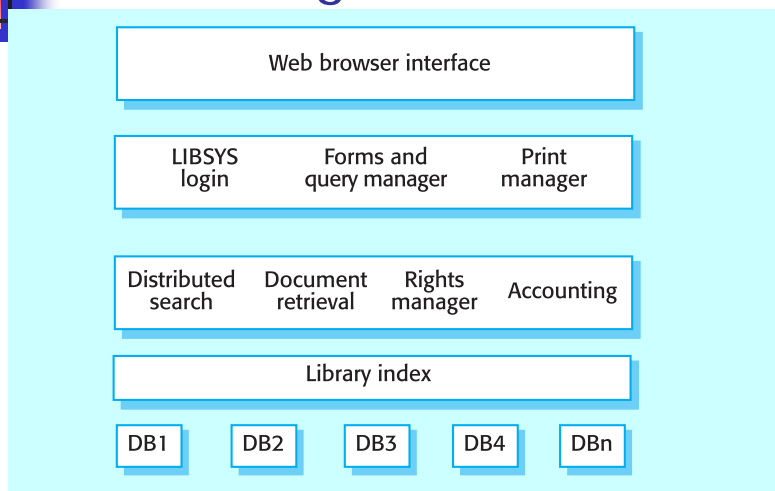 Web browser interface
LIBSYS Forms and Print
login query manager manager
Distributed Document Rights Accounting
search retrieval manager
Library index
DB1 DB2 DB3 DB4 DBn